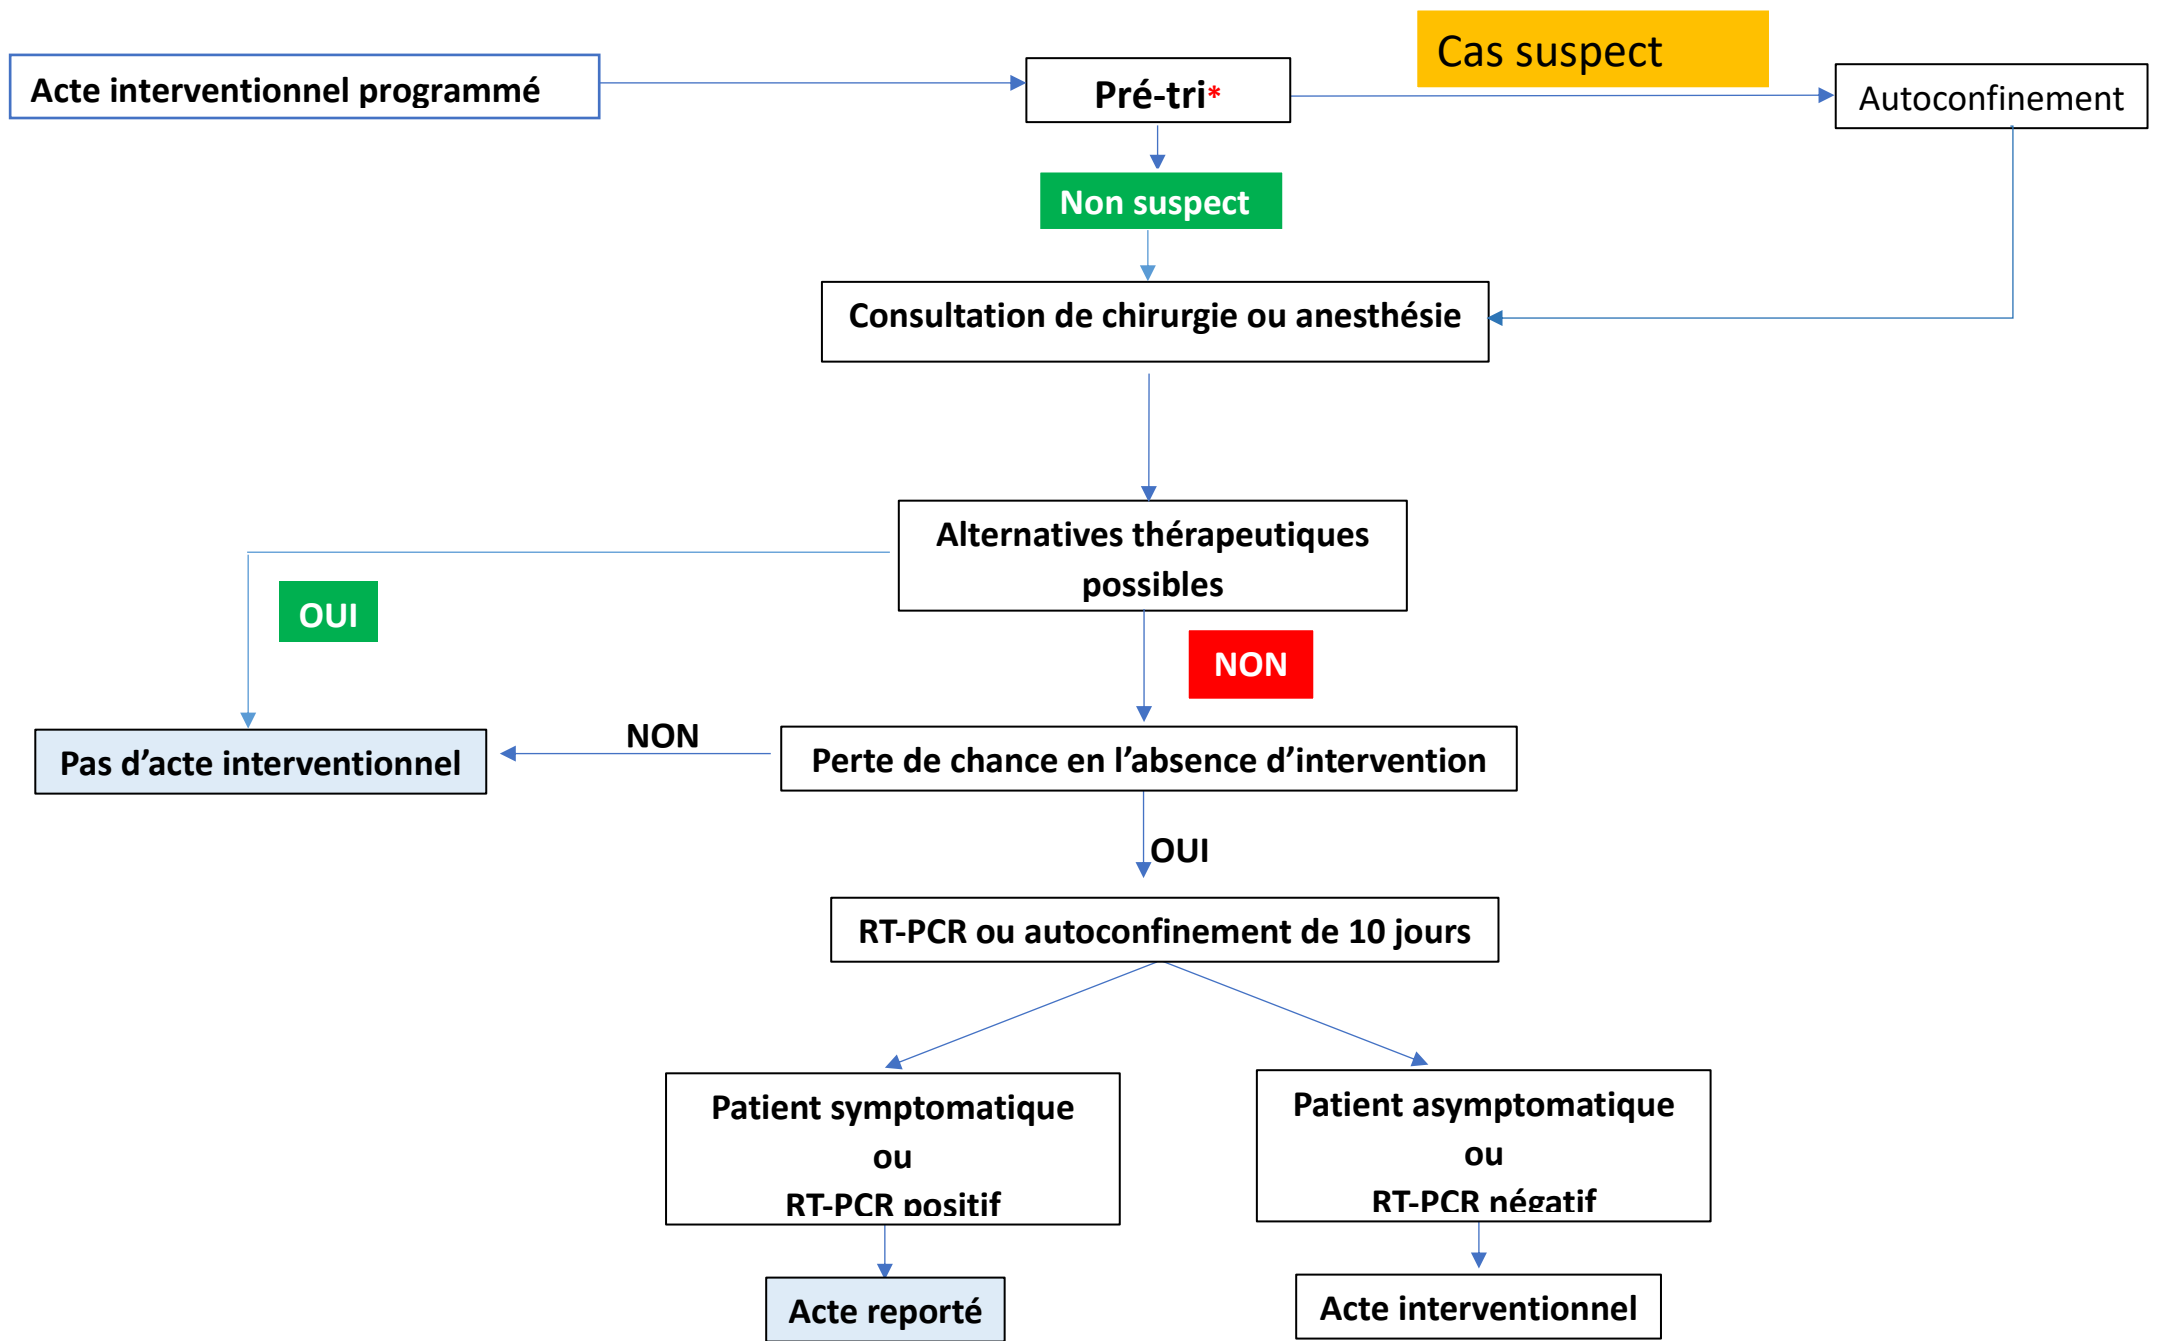 Cas suspect
Acte interventionnel programmé
Pré-tri*
Autoconfinement
Non suspect
Consultation de chirurgie ou anesthésie
Alternatives thérapeutiques
possibles
OUI
NON
Pas d’acte interventionnel
NON
Perte de chance en l’absence d’intervention
OUI
RT-PCR ou autoconfinement de 10 jours
Patient symptomatique
ou
RT-PCR positif
Patient asymptomatique
ou
RT-PCR négatif
Acte reporté
Acte interventionnel